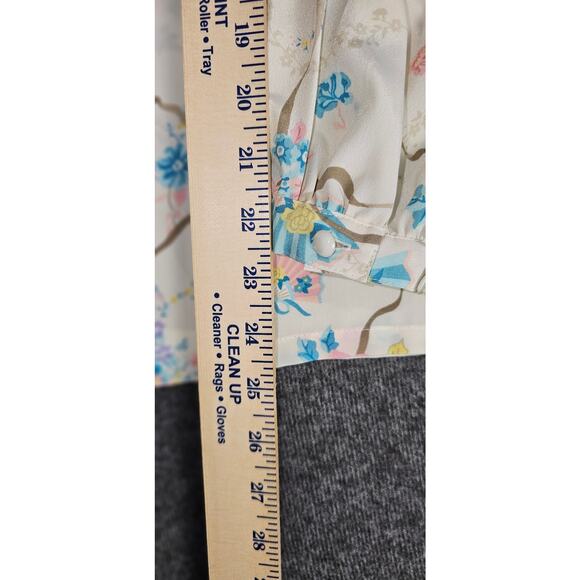 INT
Roller • Tray
CLEAN UP
• Cleaner • Rags • Gloves
19
20
21
22
23
24
25
26
27
28